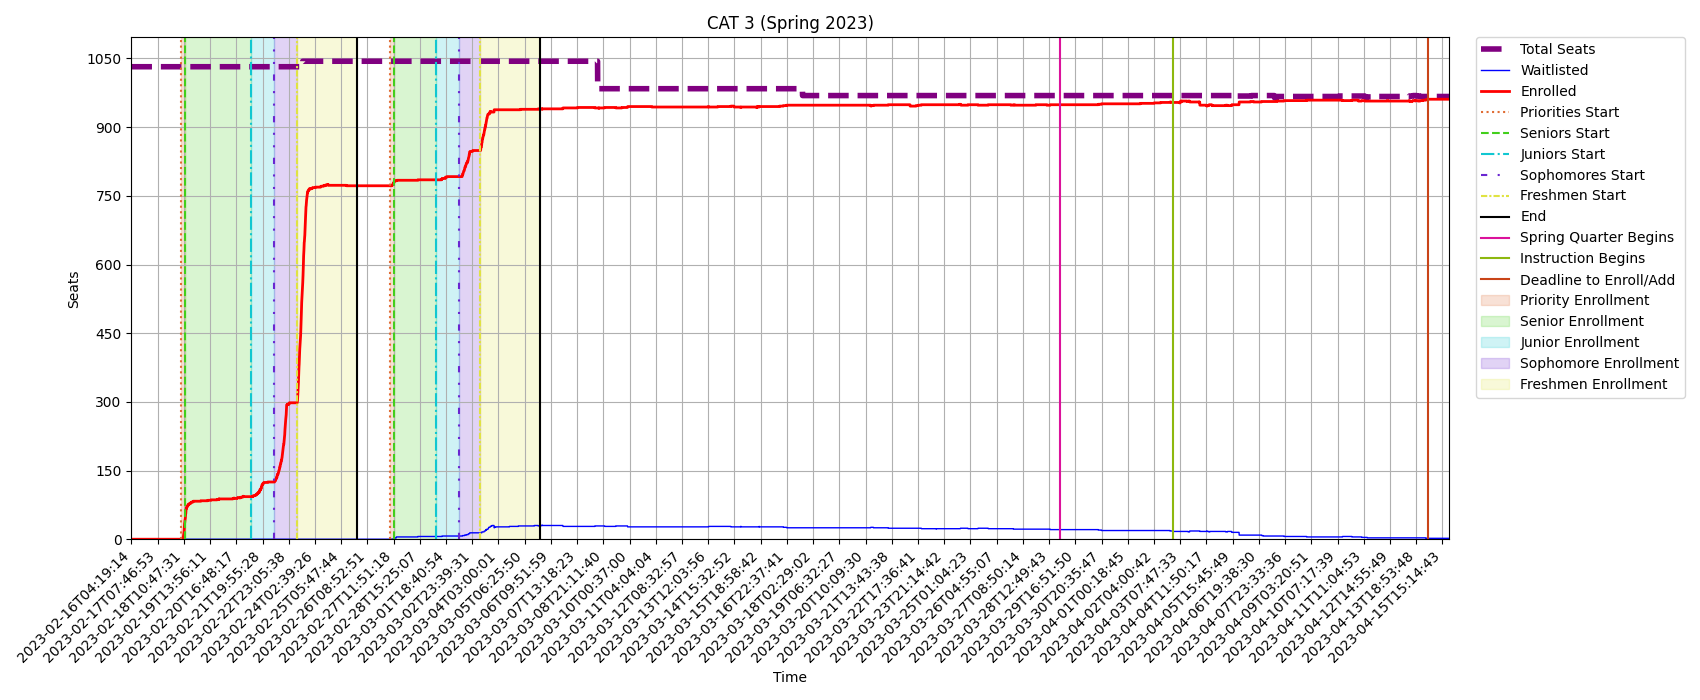 CAT 3 (Spring 2023)
Seats
1050
900
750
600
450
300
150
0
2023-02-16T04:19:14
2023-02-17T07:46:53
2023-02-18T10:47:31
2023-02-19T13:56:11
2023-02-20T16:48:17
2023-02-21T19:55:28
2023-02-22T23:05:38
2023-02-24T02:39:26
2023-02-25T05:47:44
2023-02-26T08:52:51
2023-02-27T11:51:18
2023-02-28T15:25:07
2023-03-01T18:40:54
2023-03-02T23:39:31
2023-03-04T03:00:01
2023-03-05T06:25:50
2023-03-06T09:51:59
2023-03-07T13:18:23
2023-03-08T21:11:40
2023-03-10T00:37:00
2023-03-11T04:04:04
2023-03-12T08:32:57
2023-03-13T12:03:56
2023-03-14T15:32:52
2023-03-15T18:58:42
2023-03-16T22:37:41
2023-03-18T02:29:02
2023-03-19T06:32:27
2023-03-20T10:09:30
2023-03-21T13:43:38
2023-03-22T17:36:41
2023-03-23T21:14:42
2023-03-25T01:04:23
2023-03-26T04:55:07
2023-03-27T08:50:14
2023-03-28T12:49:43
2023-03-29T16:51:50
2023-03-30T20:35:47
2023-04-01T00:18:45
2023-04-02T04:00:42
2023-04-03T07:47:33
2023-04-04T11:50:17
2023-04-05T15:45:49
2023-04-06T19:38:30
2023-04-07T23:33:36
2023-04-09T03:20:51
2023-04-10T07:17:39
2023-04-11T11:04:53
2023-04-12T14:55:49
2023-04-13T18:53:48
2023-04-15T15:14:43
Time
Total Seats
Waitlisted
Enrolled
Priorities Start
Seniors Start
Juniors Start
Sophomores Start
Freshmen Start
End
Spring Quarter Begins
Instruction Begins
Deadline to Enroll/Add
Priority Enrollment
Senior Enrollment
Junior Enrollment
Sophomore Enrollment
Freshmen Enrollment